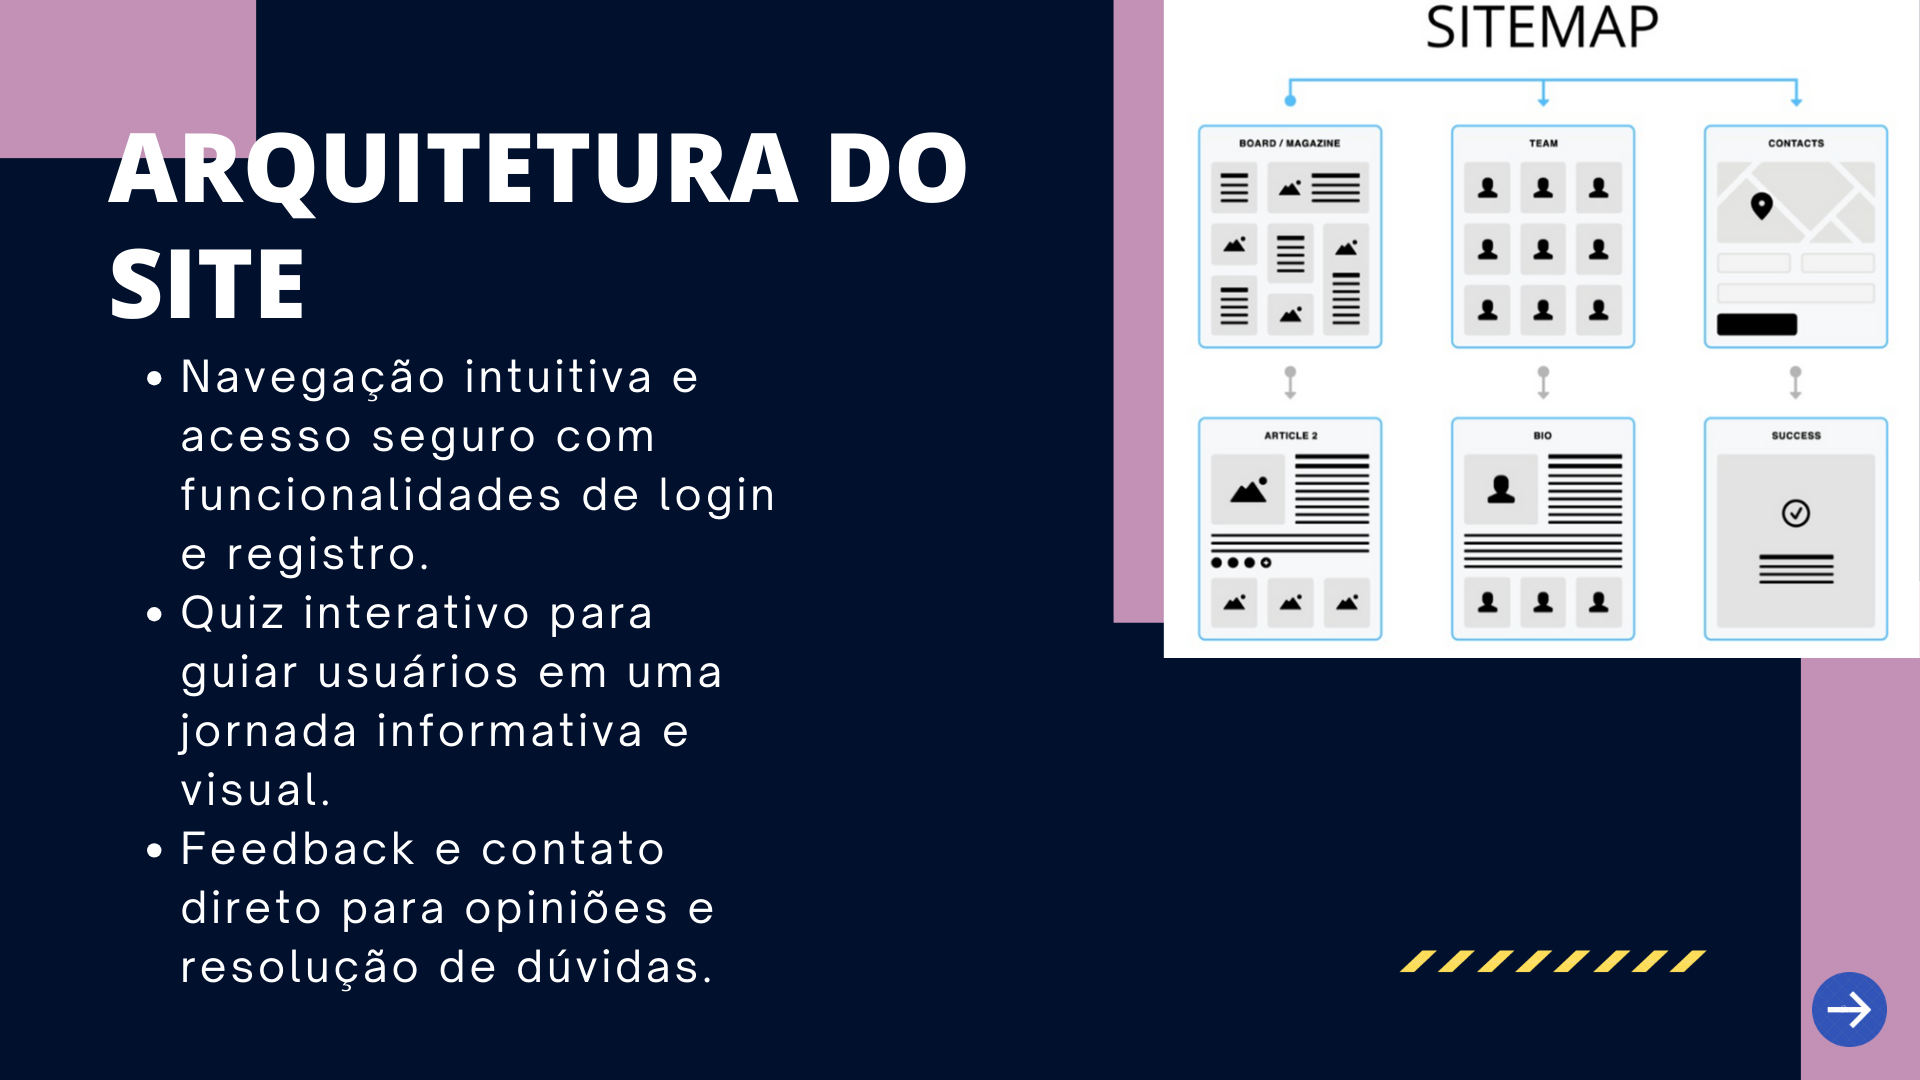 ARQUITETURA DO
SITE
• Navegação intuitiva e
acesso seguro com
funcionalidades de login
e registro.
• Quiz interativo para
guiar usuários em uma
jornada informativa e
visual.
• Feedback e contato
direto para opiniões e
resolução de dúvidas.
SITEMAP
BOARD / MAGAZINE
TEAM
CONTACTS
ARTICLE 2
BIO
SUCCESS